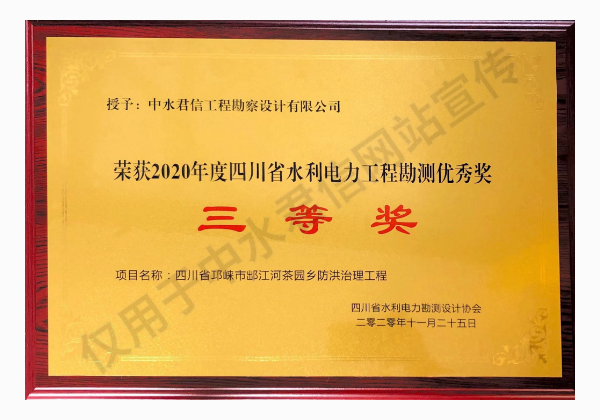 授予：中水君信工程勘察设计有限公司
荣获2020年度四川省水利电力工程勘测优秀奖
三等奖
项目名称：四川省邛崃市䢺江河茶园乡防洪治理工程
四川省水利电力勘测设计协会
二零二零年十一月二十五日
仅用于中水君信网站宣传